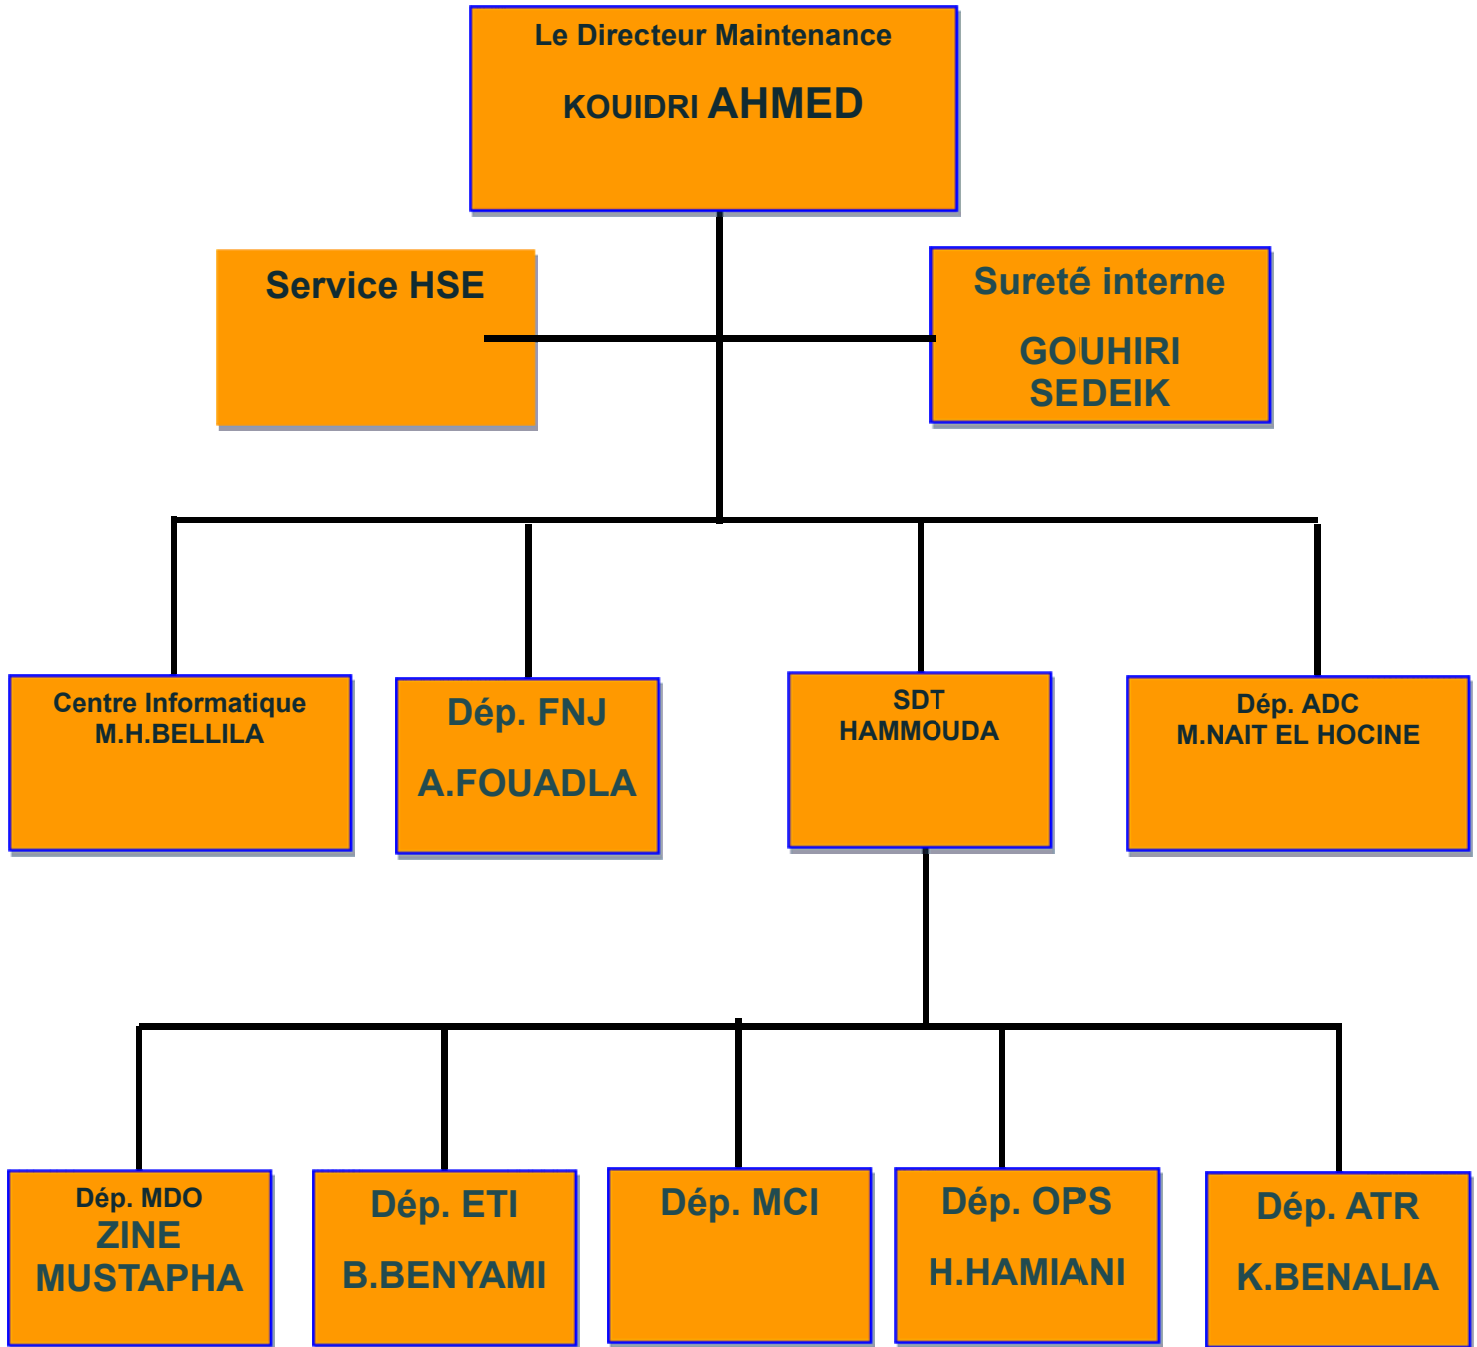 Le Directeur Maintenance
KOUIDRI AHMED
Service HSE
Sureté interne
GOUHIRI
SEDEIK
Centre Informatique
M.H.BELLILA
Dép. FNJ
A.FOUADLA
SDT
HAMMOUDA
Dép. ADC
M.NAIT EL HOCINE
Dép. MDO
ZINE
MUSTAPHA
Dép. ETI
B.BENYAMI
Dép. MCI
Dép. OPS
H.HAMIANI
Dép. ATR
K.BENALIA